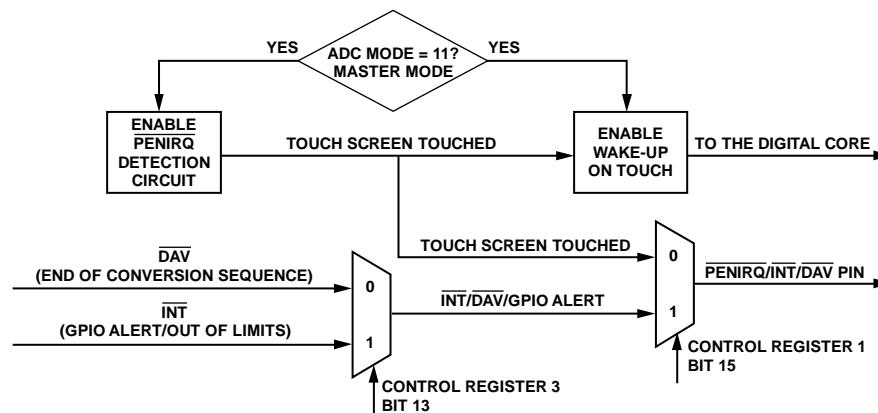 YES
ADC MODE = 11?
MASTER MODE
YES
ENABLE
PENIRQ
DETECTION
CIRCUIT
TOUCH SCREEN TOUCHED
ENABLE
WAKE-UP
ON TOUCH
TO THE DIGITAL CORE
DAV
(END OF CONVERSION SEQUENCE)
INT
(GPIO ALERT/OUT OF LIMITS)
0
1
INT/DAV/GPIO ALERT
TOUCH SCREEN TOUCHED
0
1
PENIRQ/INT/DAV PIN
CONTROL REGISTER 3
BIT 13
CONTROL REGISTER 1
BIT 15
10057-029